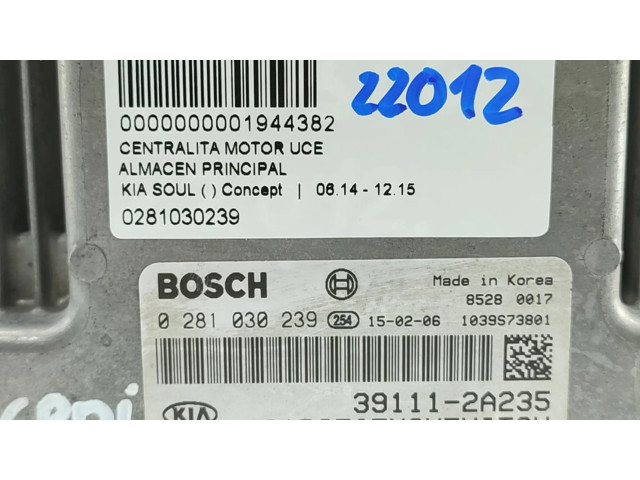 22012
0000000001944382
CENTRALITA MOTOR UCE
ALMACEN PRINCIPAL
KIA SOUL ( ) Concept | 06.14 - 12.15
0281030239
BOSCH
Made in Korea
8528 0017
0 281 030 239 254 15-02-06 1039S73801
39111-2A235
KIA